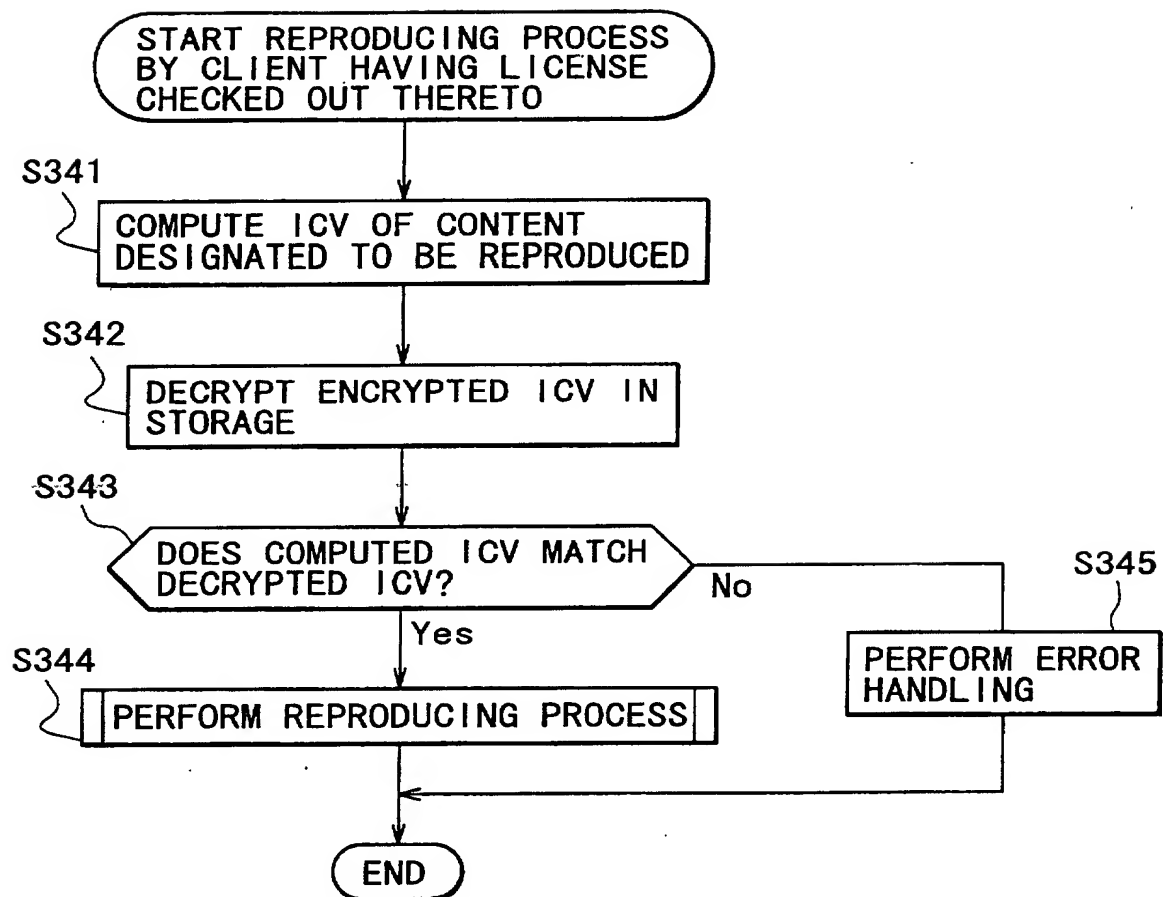 START REPRODUCING PROCESS
BY CLIENT HAVING LICENSE
CHECKED OUT THERETO
S341
COMPUTE ICV OF CONTENT
DESIGNATED TO BE REPRODUCED
S342
DECRYPT ENCRYPTED ICV IN
STORAGE
S343
DOES COMPUTED ICV MATCH
DECRYPTED ICV?
No
Yes
S345
PERFORM ERROR
HANDLING
S344
PERFORM REPRODUCING PROCESS
END